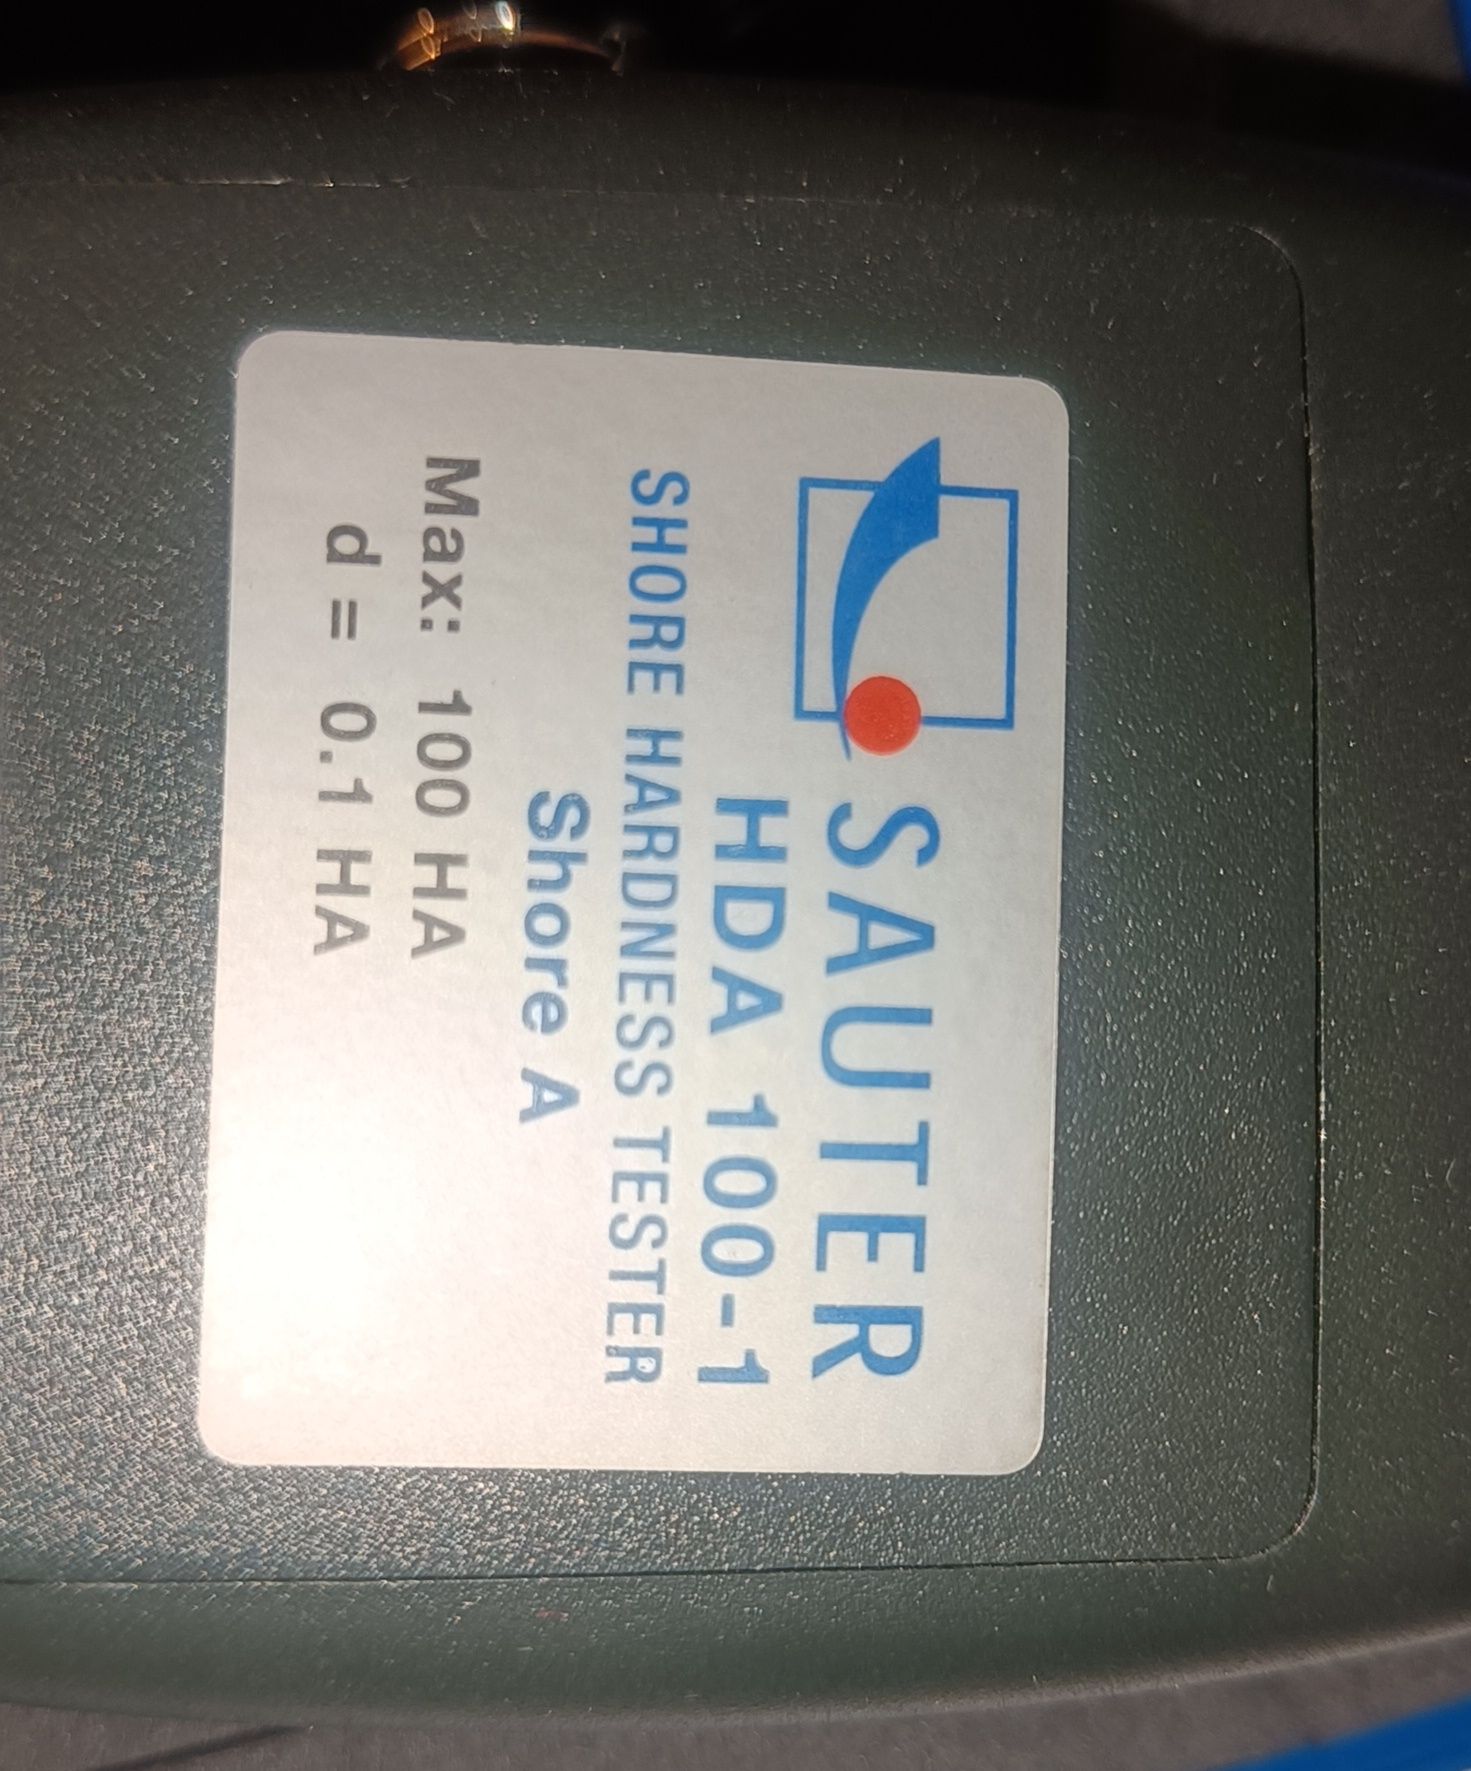 SAUTER
HDA 100-1
SHORE HARDNESS TESTER
Shore A
Max: 100 HA
d = 0.1 HA